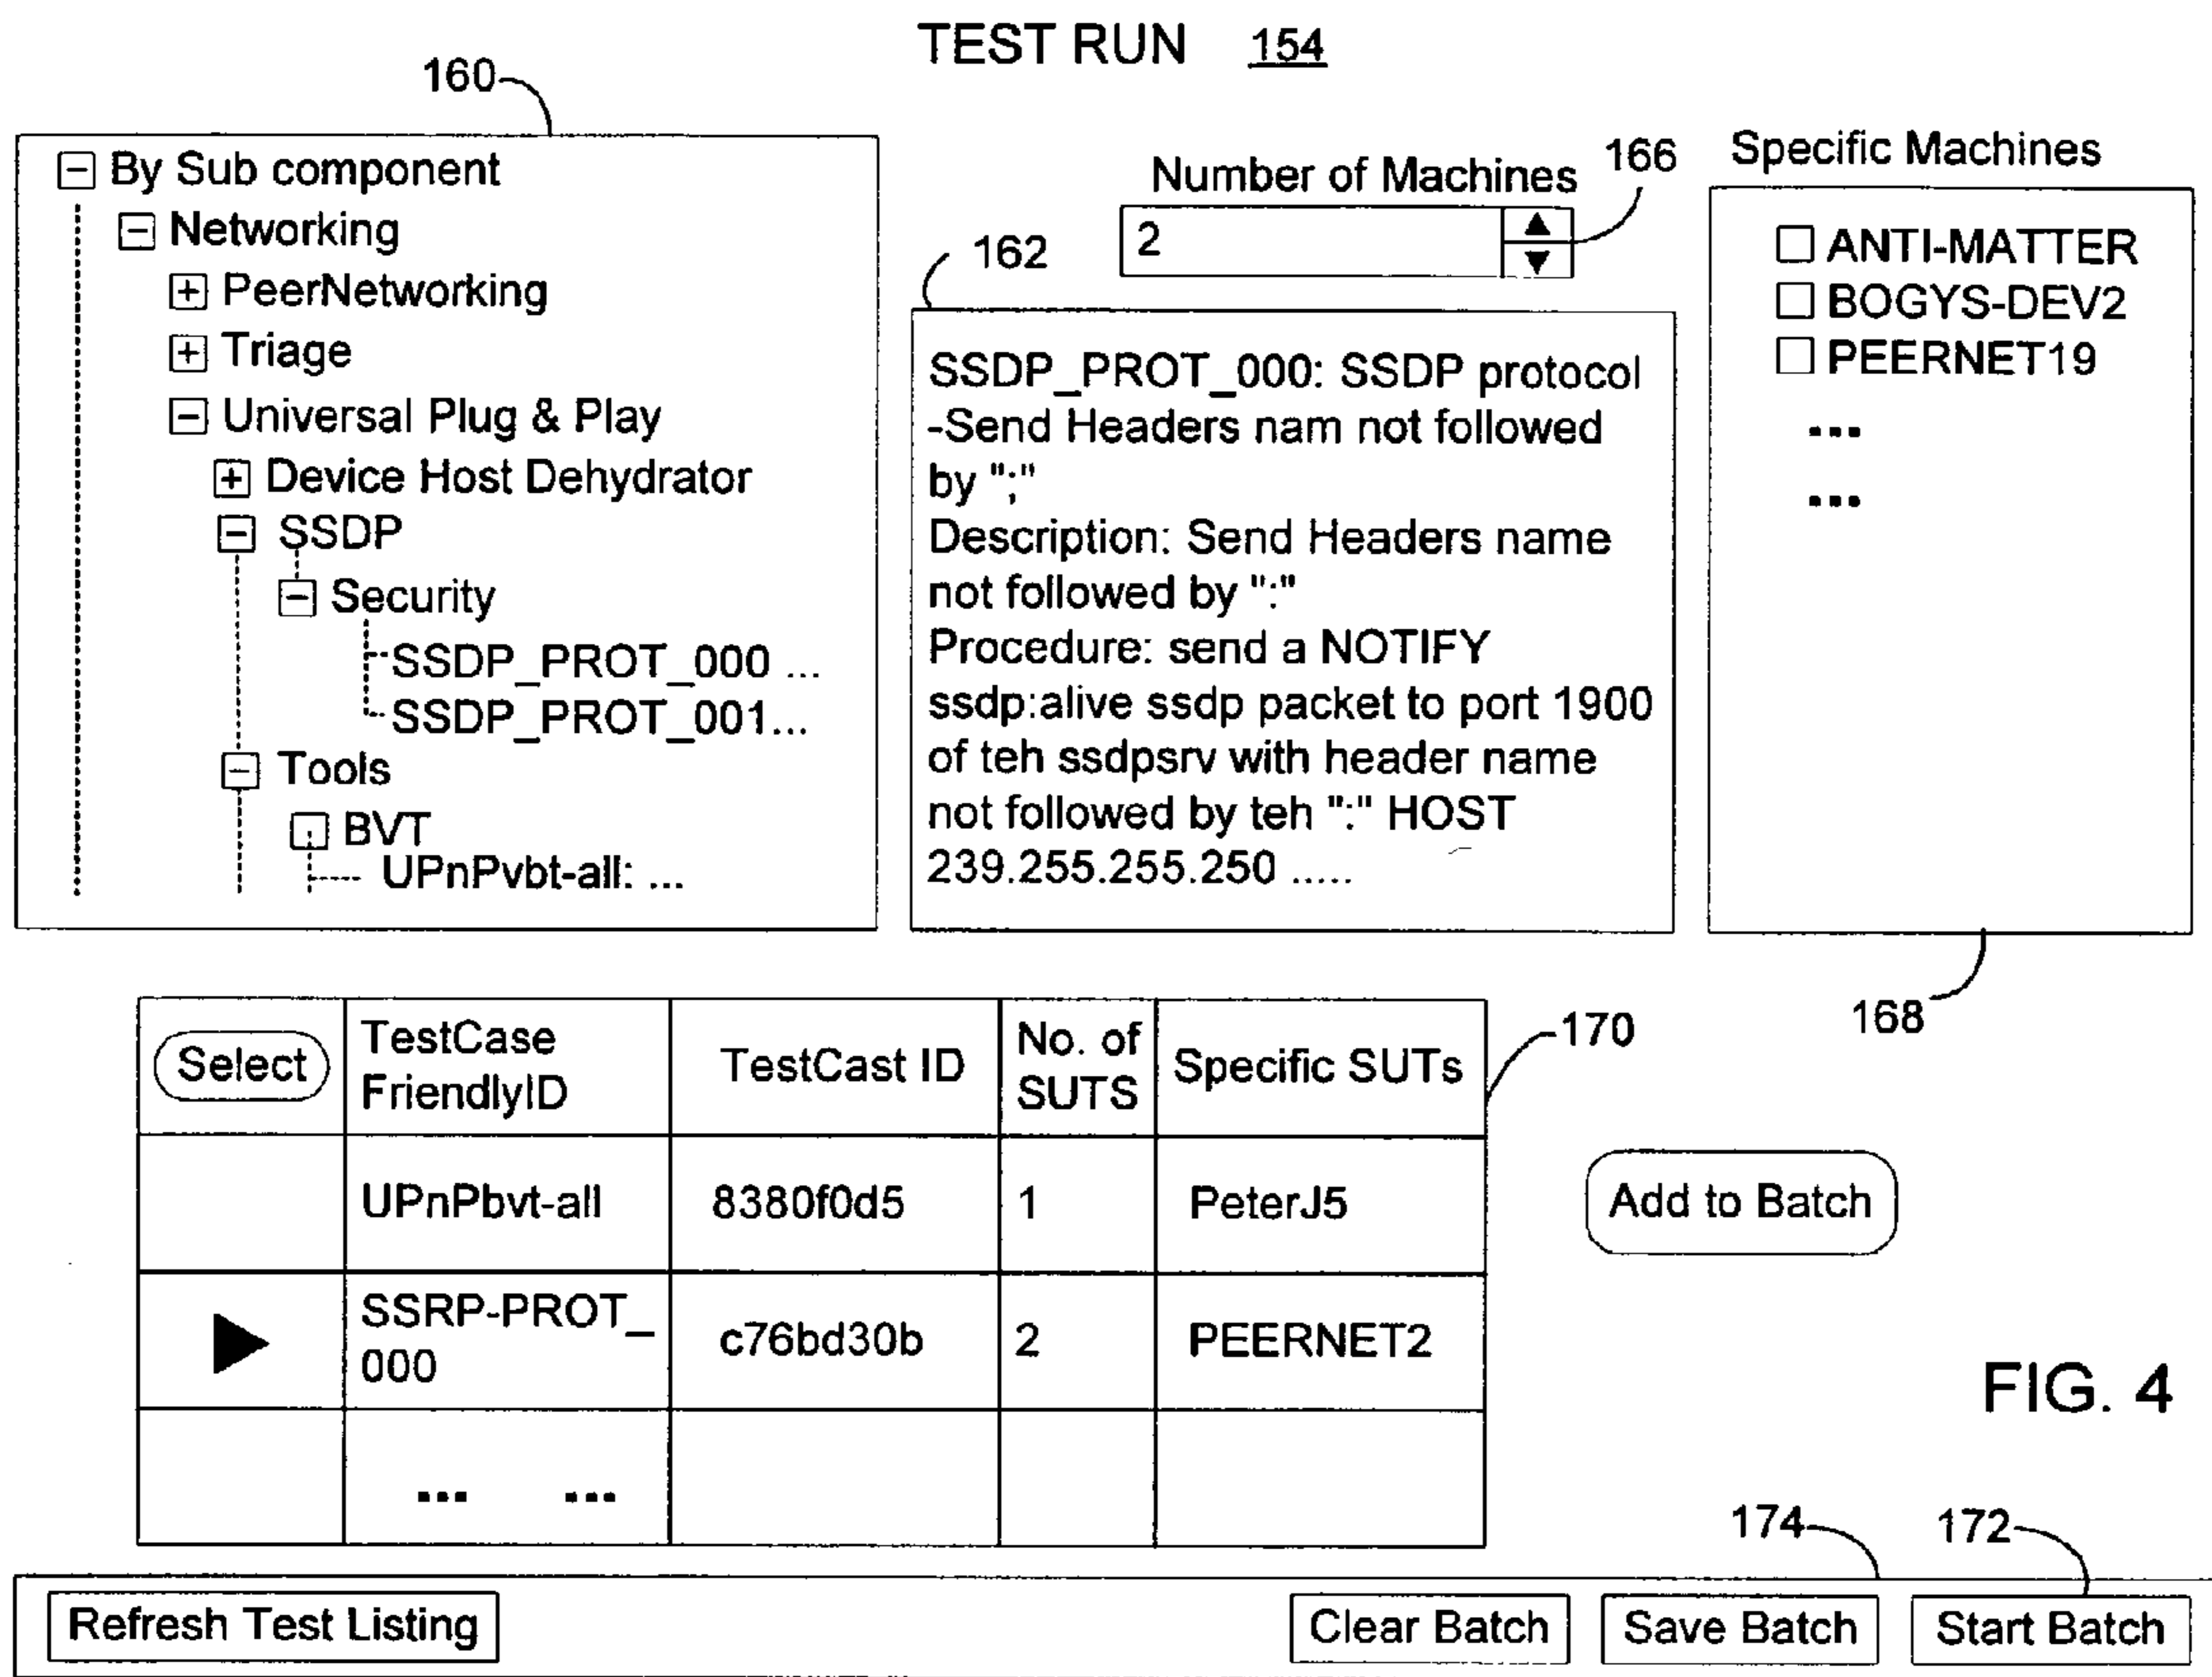 TEST RUN 154
160
By Sub component
Networking
PeerNetworking
Triage
Universal Plug & Play
Device Host Dehydrator
SSDP
Security
SSDP_PROT_000 ...
SSDP_PROT_001...
Tools
BVT
UPnPvbt-all: ...
Number of Machines
166
2
162
SSDP_PROT_000: SSDP protocol
-Send Headers nam not followed
by ";"
Description: Send Headers name
not followed by ":"
Procedure: send a NOTIFY
ssdp:alive ssdp packet to port 1900
of teh ssdpsrv with header name
not followed by teh ":" HOST
239.255.255.250 .....
Specific Machines
ANTI-MATTER
BOGYS-DEV2
PEERNET19
...
...
168
Select
TestCase
FriendlyID
TestCast ID
No. of
SUTS
Specific SUTs
170
UPnPbvt-all
8380f0d5
1
PeterJ5
SSRP-PROT_
000
c76bd30b
2
PEERNET2
... ...
Add to Batch
FIG. 4
174
172
Refresh Test Listing
Clear Batch
Save Batch
Start Batch